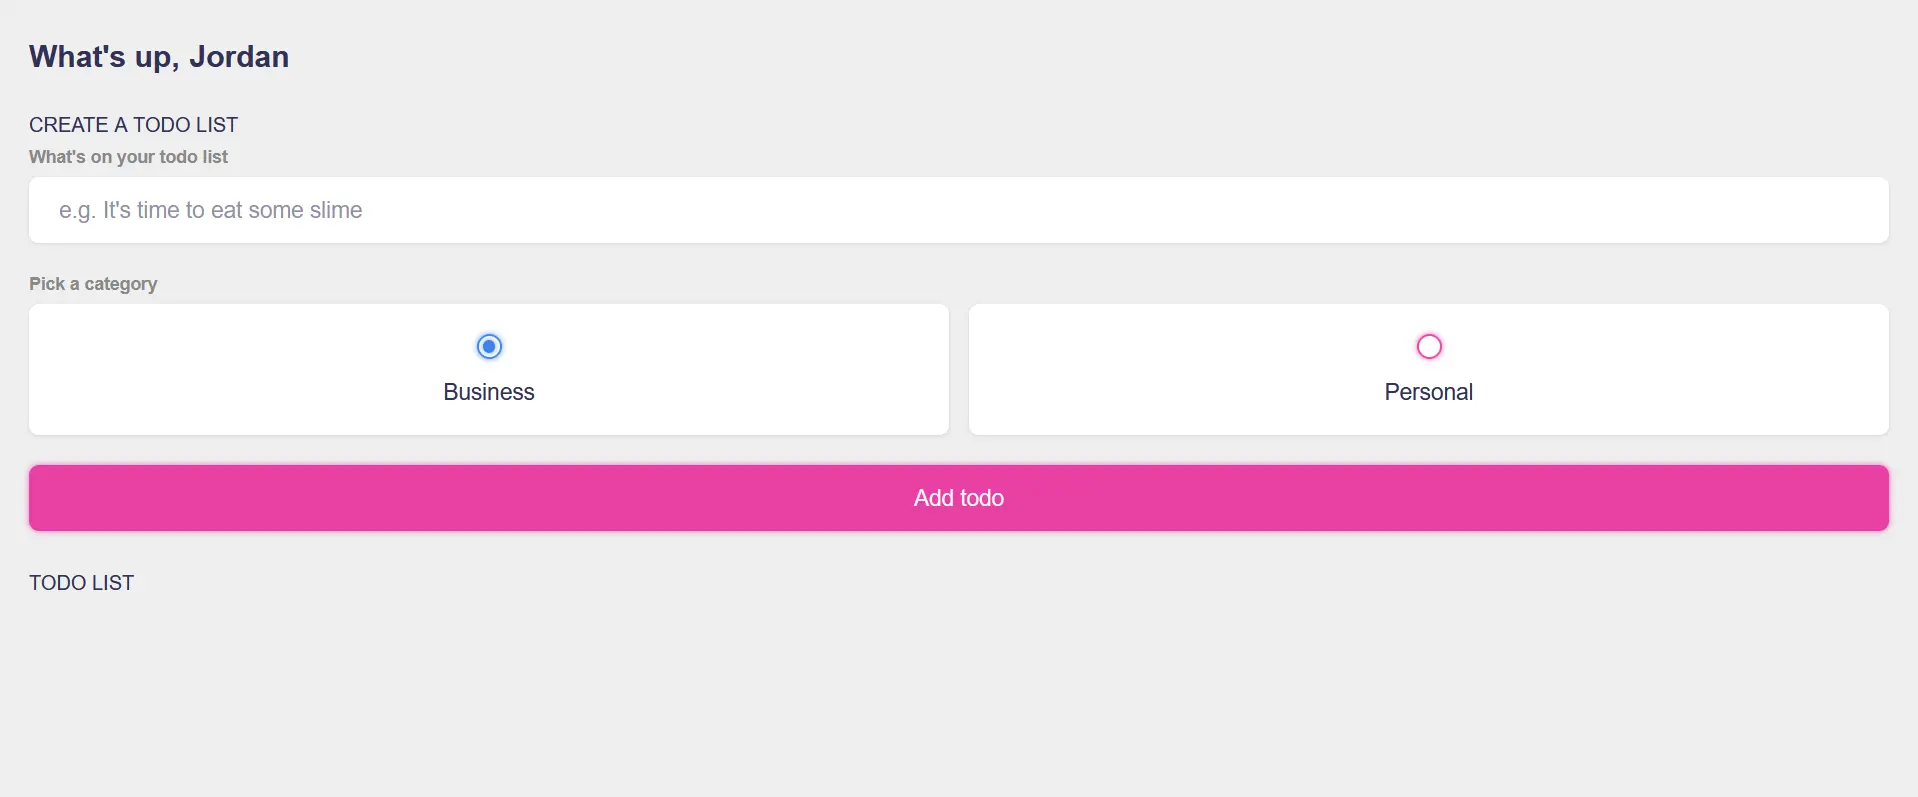 What's up, Jordan
CREATE A TODO LIST
What's on your todo list
e.g. It's time to eat some slime
Pick a category
Business
Personal
Add todo
TODO LIST